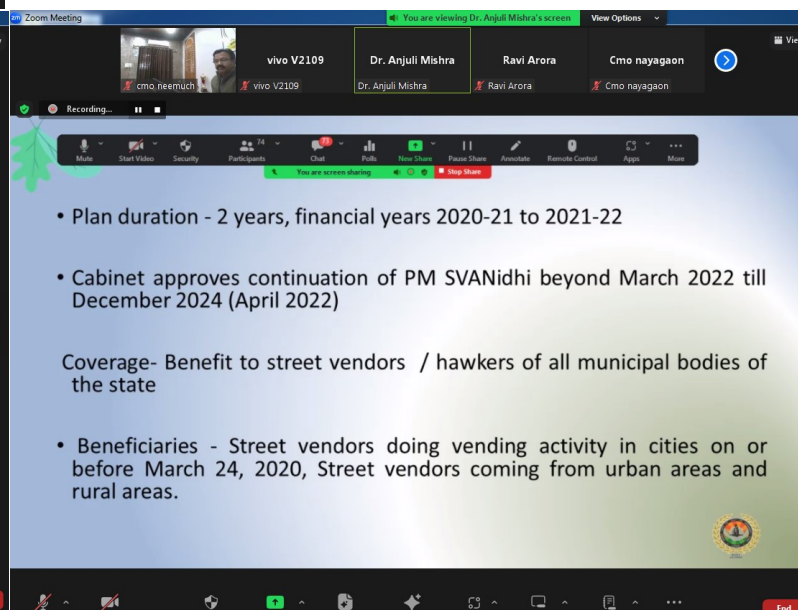 zm Zoom Meeting
You are viewing Dr. Anjuli Mishra's screen
View Options
cmo neemuch
vivo V2109
vivo V2109
Dr. Anjuli Mishra
Dr. Anjuli Mishra
Ravi Arora
Ravi Arora
Cmo nayagaon
Cmo nayagaon
Vie
Recording...
Mute
Start Video
Security
74
Participants
73
Chat
Polls
New Share
Pause Share
Annotate
Remote Control
Apps
More
You are screen sharing
Stop Share
• Plan duration - 2 years, financial years 2020-21 to 2021-22
• Cabinet approves continuation of PM SVANidhi beyond March 2022 till
December 2024 (April 2022)
Coverage- Benefit to street vendors / hawkers of all municipal bodies of
the state
• Beneficiaries - Street vendors doing vending activity in cities on or
before March 24, 2020, Street vendors coming from urban areas and
rural areas.
End